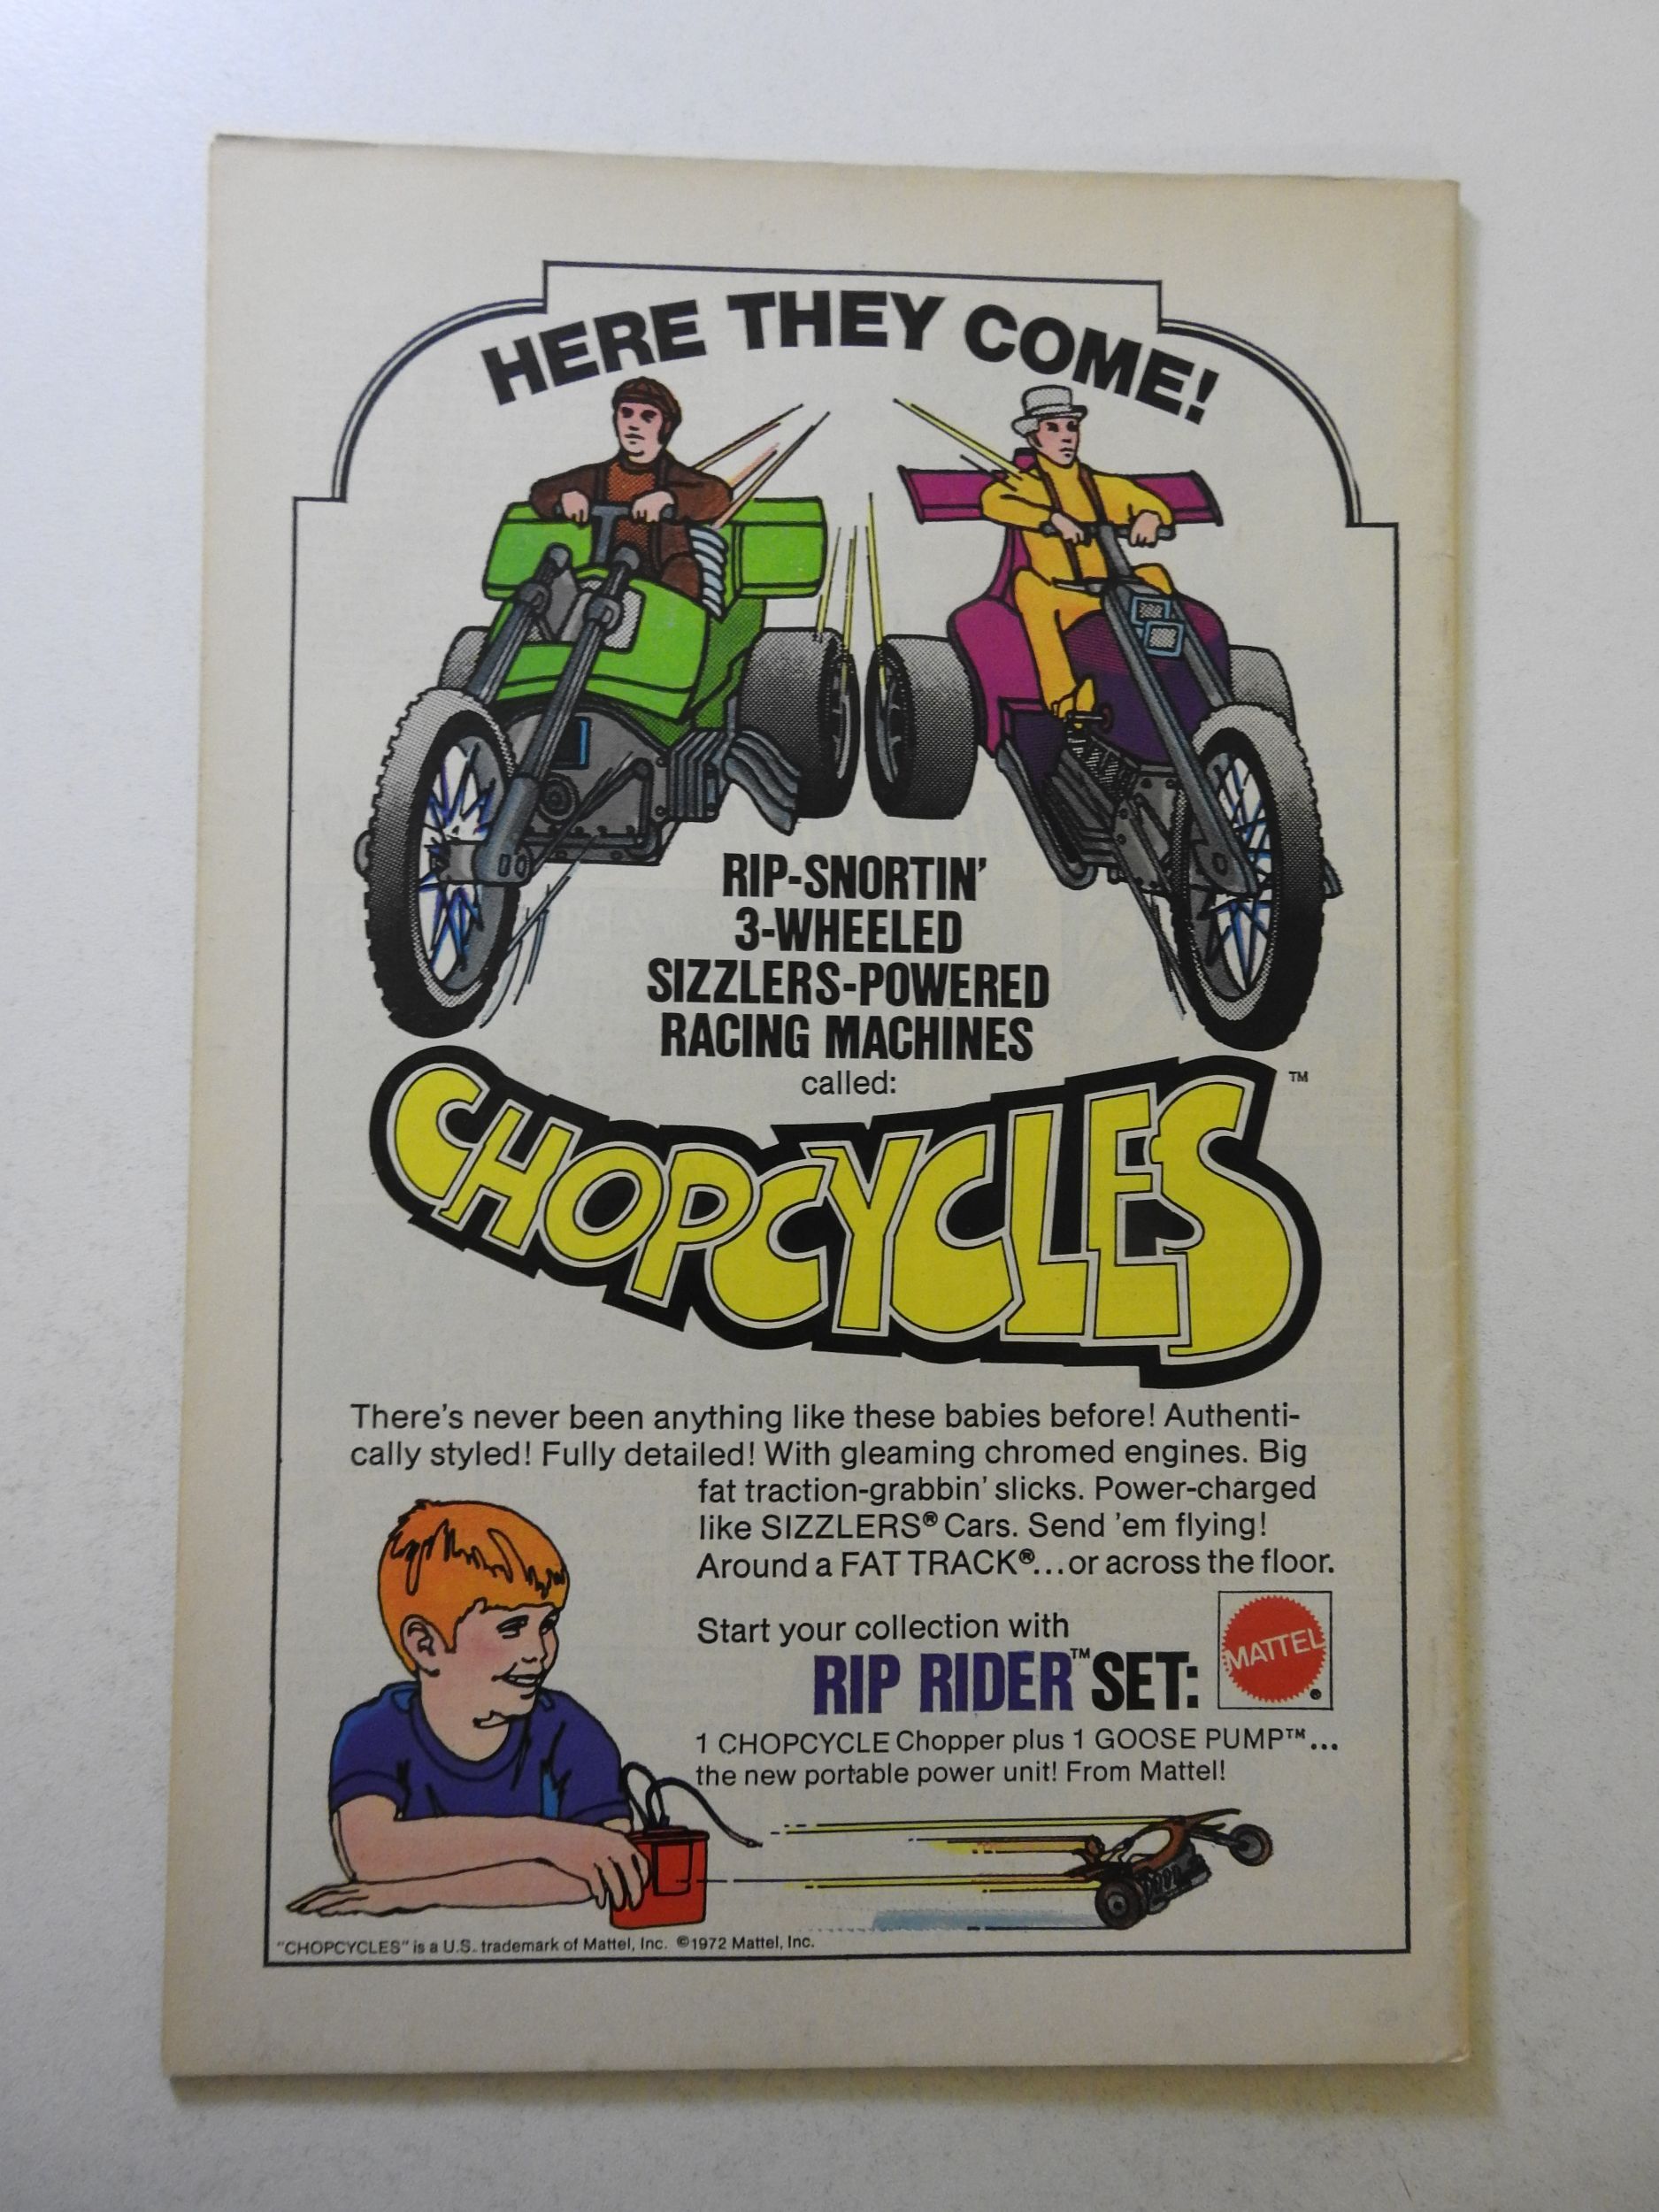 HERE THEY COME!
RIP-SNORTIN'
3-WHEELED
SIZZLERS-POWERED
RACING MACHINES
called:
CHOPCYCLES™
There's never been anything like these babies before! Authenti-
cally styled! Fully detailed! With gleaming chromed engines. Big
fat traction-grabbin' slicks. Power-charged
like SIZZLERS® Cars. Send 'em flying!
Around a FAT TRACK®...or across the floor.
Start your collection with
RIP RIDER™ SET:
MATTEL®
1 CHOPCYCLE Chopper plus 1 GOOSE PUMP™...
the new portable power unit! From Mattel!
"CHOPCYCLES" is a U.S. trademark of Mattel, Inc. ©1972 Mattel, Inc.